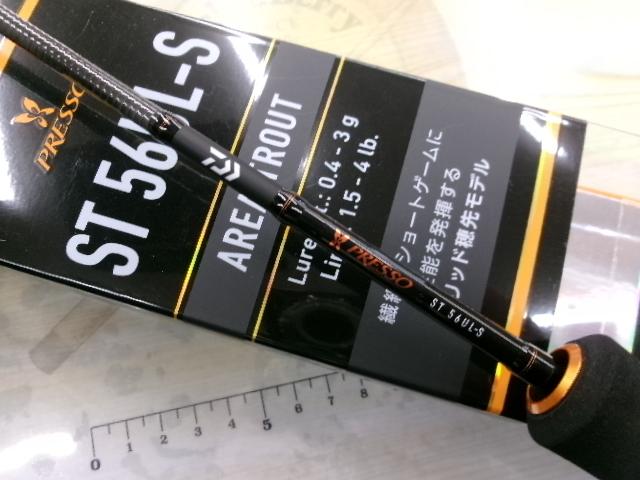 PRESSO
ST 56UL-S
AREA TROUT
Lure : 0.4 - 3 g
1.5 - 4 lb.
ショートゲームに
能を発揮する
リッド穂先モデル
PRESSO
ST 56UL-S
0 1 2 3 4 5 6 7 8